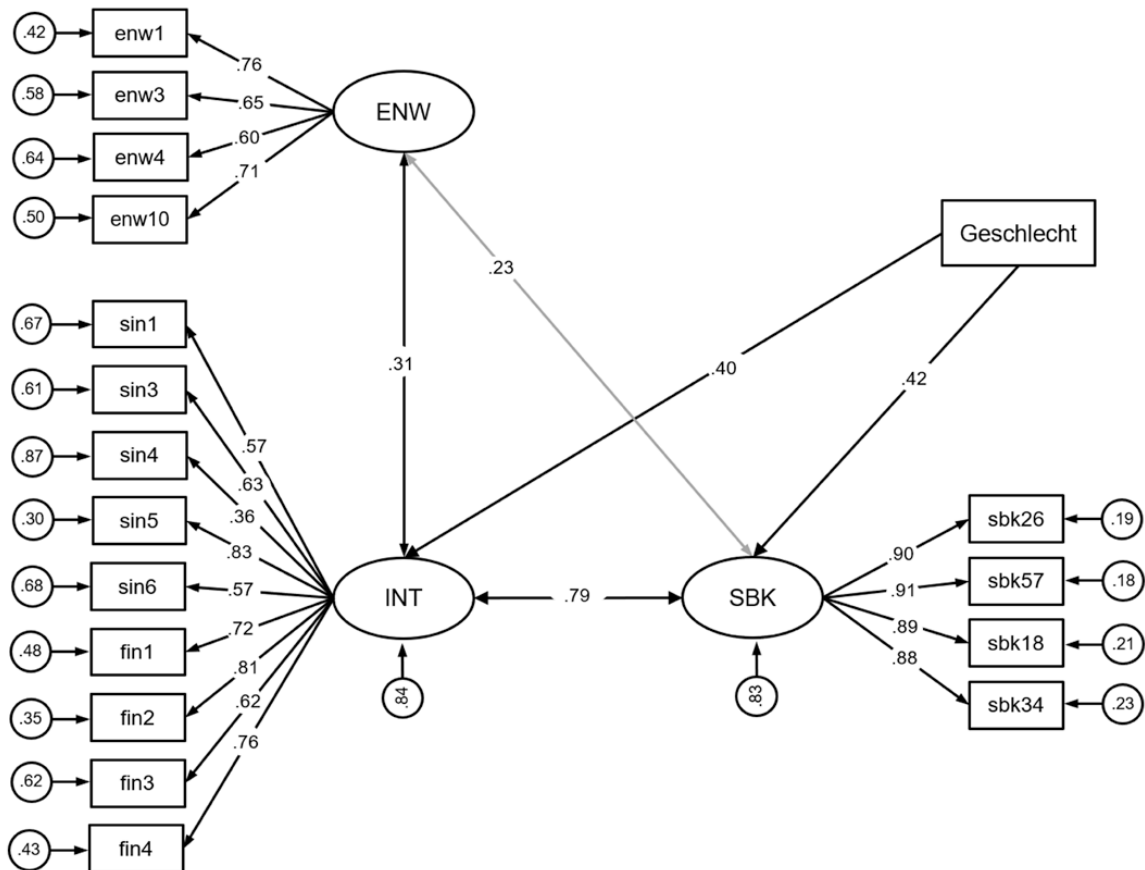 .42 enw1 .76
.58 enw3 .65
.64 enw4 .60
.50 enw10 .71
ENW
Geschlecht
.23
.31
.40
.42
.67 sin1 .57
.61 sin3 .63
.87 sin4 .36
.30 sin5 .83
.68 sin6 .57
.48 fin1 .72
.35 fin2 .81
.62 fin3 .62
.43 fin4 .76
INT
.79
SBK
.84
.83
.90 sbk26 .19
.91 sbk57 .18
.89 sbk18 .21
.88 sbk34 .23